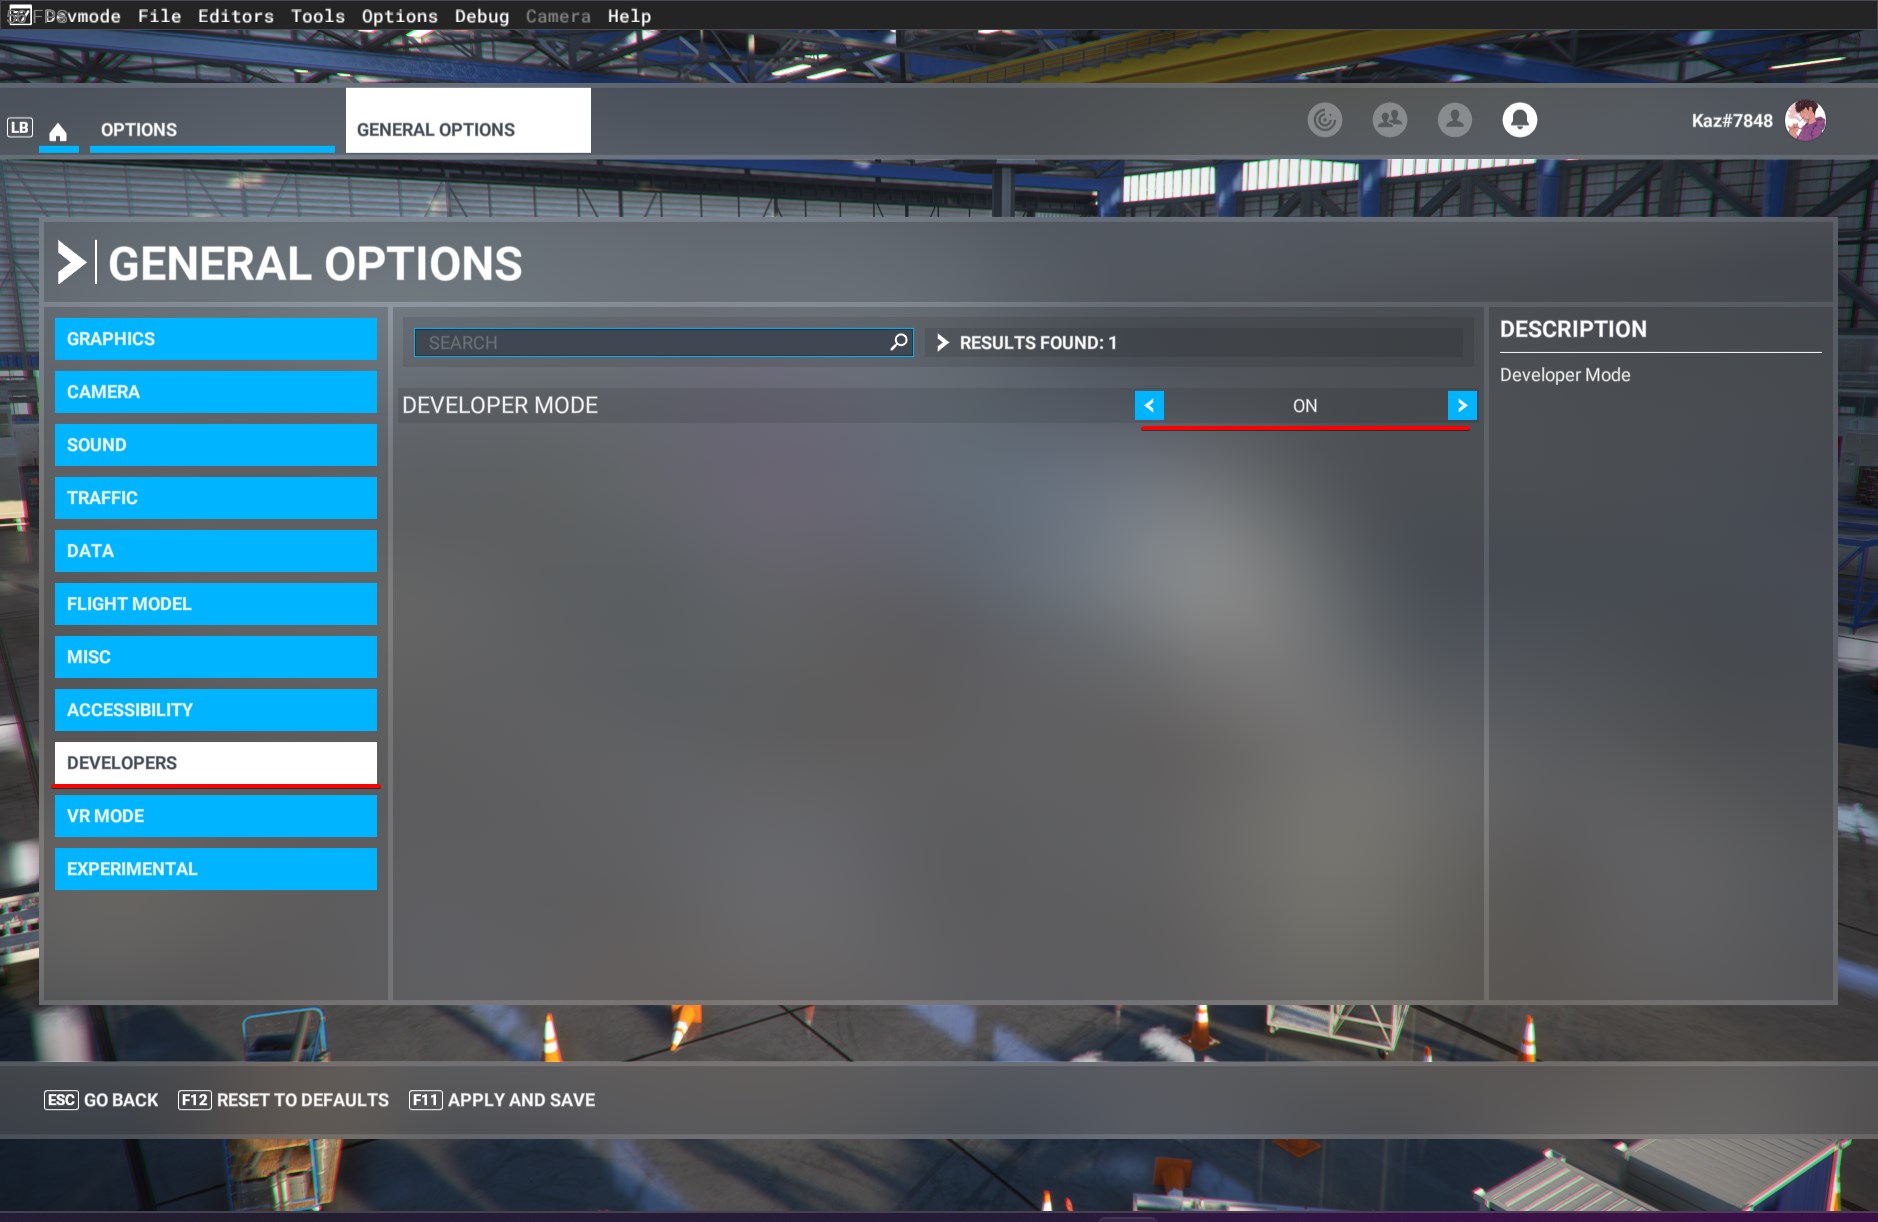 Devmode File Editors Tools Options Debug Camera Help
LB OPTIONS GENERAL OPTIONS Kaz#7848
GENERAL OPTIONS
GRAPHICS
CAMERA
SOUND
TRAFFIC
DATA
FLIGHT MODEL
MISC
ACCESSIBILITY
DEVELOPERS
VR MODE
EXPERIMENTAL
SEARCH RESULTS FOUND: 1
DEVELOPER MODE < ON >
DESCRIPTION
Developer Mode
ESC GO BACK F12 RESET TO DEFAULTS F11 APPLY AND SAVE